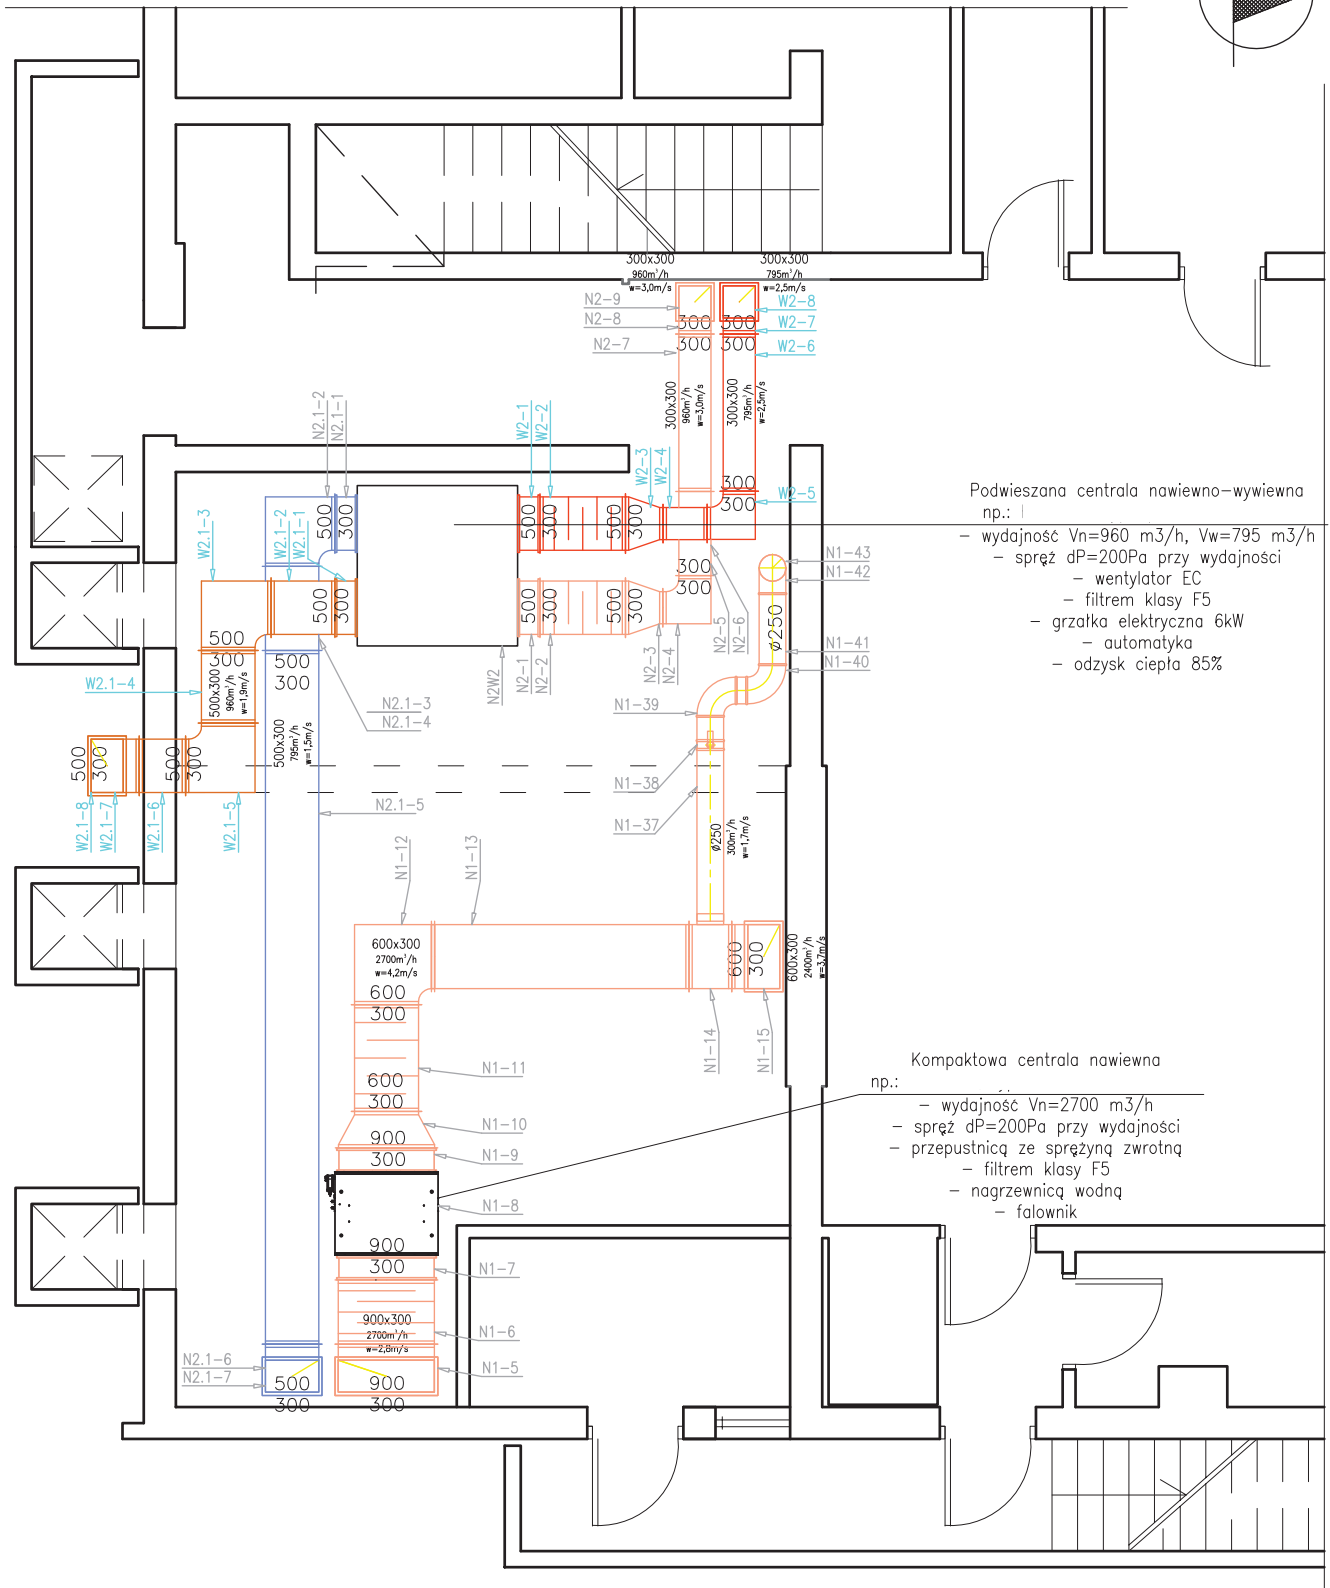 300x300
960m³/h
w=3,0m/s
300x300
795m³/h
w=2,5m/s
N2-9
N2-8
N2-7
W2-8
W2-7
W2-6
300
300
300
300
300x300
960m³/h
w=3,0m/s
300x300
795m³/h
w=2,5m/s
N2.1-2
N2.1-1
W2-1
W2-2
W2-3
W2-4
300
300
W2-5
W2.1-3
W2.1-2
W2.1-1
500
300
500
300
500
300
Podwieszana centrala nawiewno-wywiewna
np.:
- wydajność Vn=960 m3/h, Vw=795 m3/h
- spręż dP=200Pa przy wydajności
- wentylator EC
- filtrem klasy F5
- grzałka elektryczna 6kW
- automatyka
- odzysk ciepła 85%
N1-43
N1-42
300
300
500
300
500
300
500
300
Ø250
N1-41
N1-40
500
300
500
300
N2W2
N2-1
N2-2
N2-3
N2-4
N2-5
N2-6
W2.1-4
500x300
960m³/h
w=1,9m/s
N2.1-3
N2.1-4
N1-39
500x300
795m³/h
w=1,5m/s
500
300
500
300
N1-38
W2.1-8
W2.1-7
W2.1-6
W2.1-5
N2.1-5
N1-37
Ø250
300m³/h
w=1,7m/s
N1-12
N1-13
600x300
2700m³/h
w=4,2m/s
600
300
600x300
2400m³/h
w=3,7m/s
600
300
N1-14
N1-15
N1-11
600
300
N1-10
900
300
N1-9
Kompaktowa centrala nawiewna
np.:
- wydajność Vn=2700 m3/h
- spręż dP=200Pa przy wydajności
- przepustnicą ze sprężyną zwrotną
- filtrem klasy F5
- nagrzewnicą wodną
- falownik
N1-8
900
300
N1-7
900x300
2700m³/h
w=2,8m/s
N1-6
N2.1-6
N2.1-7
N1-5
500
300
900
300